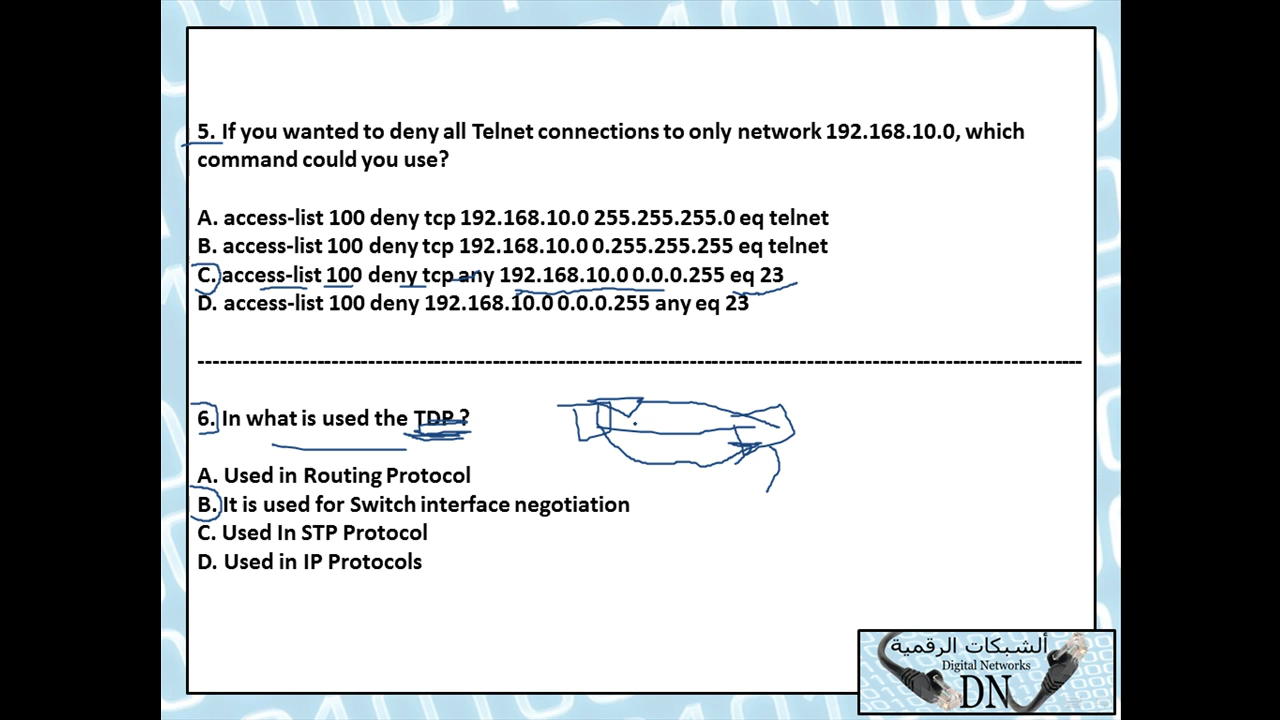 5. If you wanted to deny all Telnet connections to only network 192.168.10.0, which
command could you use?
A. access-list 100 deny tcp 192.168.10.0 255.255.255.0 eq telnet
B. access-list 100 deny tcp 192.168.10.0 0.255.255.255 eq telnet
C. access-list 100 deny tcp any 192.168.10.0 0.0.0.255 eq 23
D. access-list 100 deny 192.168.10.0 0.0.0.255 any eq 23
6. In what is used the TDP ?
A. Used in Routing Protocol
B. It is used for Switch interface negotiation
C. Used In STP Protocol
D. Used in IP Protocols
ألشبكات الرقمية
Digital Networks
DN